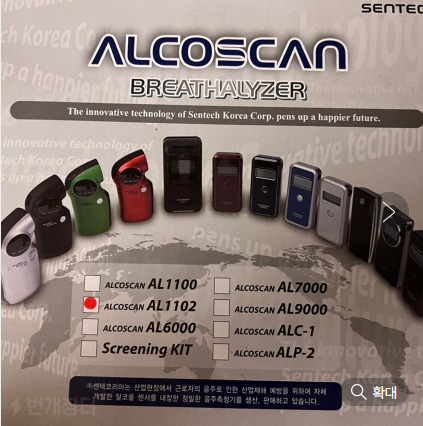 SENTEC
ALCOSCAN
BREATHALYZER
The innovative technology of Sentech Korea Corp. pens up a happier future.
ALCOSCAN AL1100
ALCOSCAN AL7000
ALCOSCAN AL1102
ALCOSCAN AL9000
ALCOSCAN AL6000
ALCOSCAN ALC-1
Screening KIT
ALCOSCAN ALP-2
㈜센텍코리아는 산업현장에서 근로자의 음주로 인한 산업재해 예방을 위하여 자체
개발한 알코올 센서를 내장한 정밀한 음주측정기를 생산, 판매하고 있습니다.
번개장터
확대